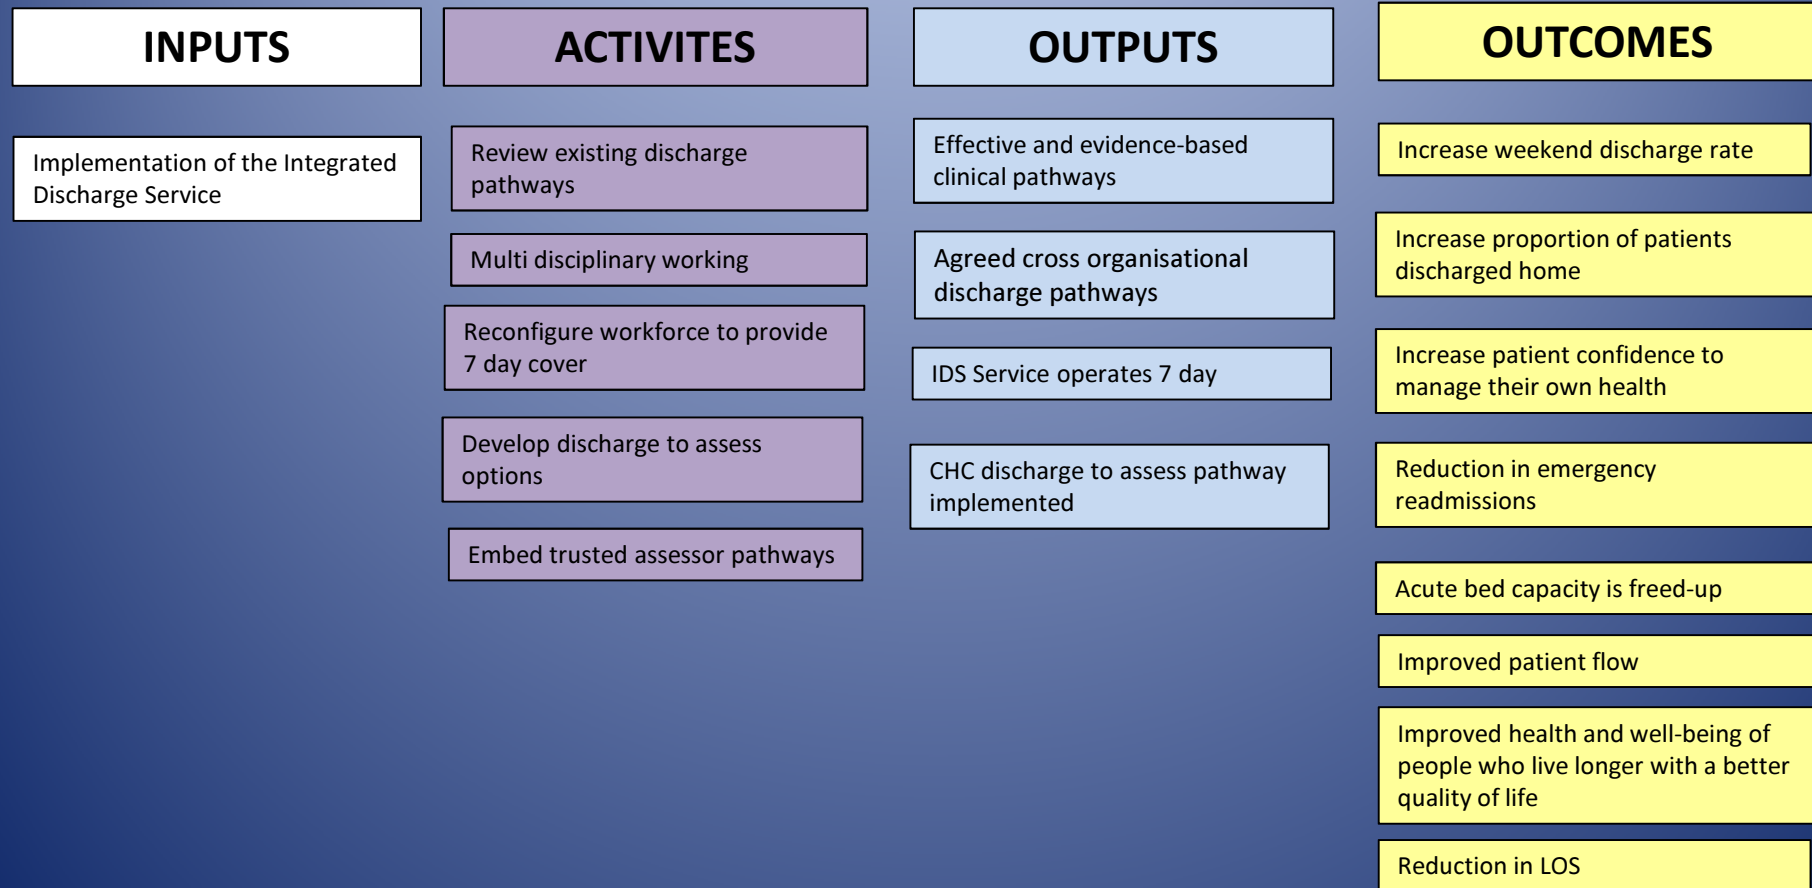 INPUTS
ACTIVITES
OUTPUTS
OUTCOMES
Implementation of the Integrated
Discharge Service
Review existing discharge
pathways
Multi disciplinary working
Reconfigure workforce to provide
7 day cover
Develop discharge to assess
options
Embed trusted assessor pathways
Effective and evidence-based
clinical pathways
Agreed cross organisational
discharge pathways
IDS Service operates 7 day
CHC discharge to assess pathway
implemented
Increase weekend discharge rate
Increase proportion of patients
discharged home
Increase patient confidence to
manage their own health
Reduction in emergency
readmissions
Acute bed capacity is freed-up
Improved patient flow
Improved health and well-being of
people who live longer with a better
quality of life
Reduction in LOS